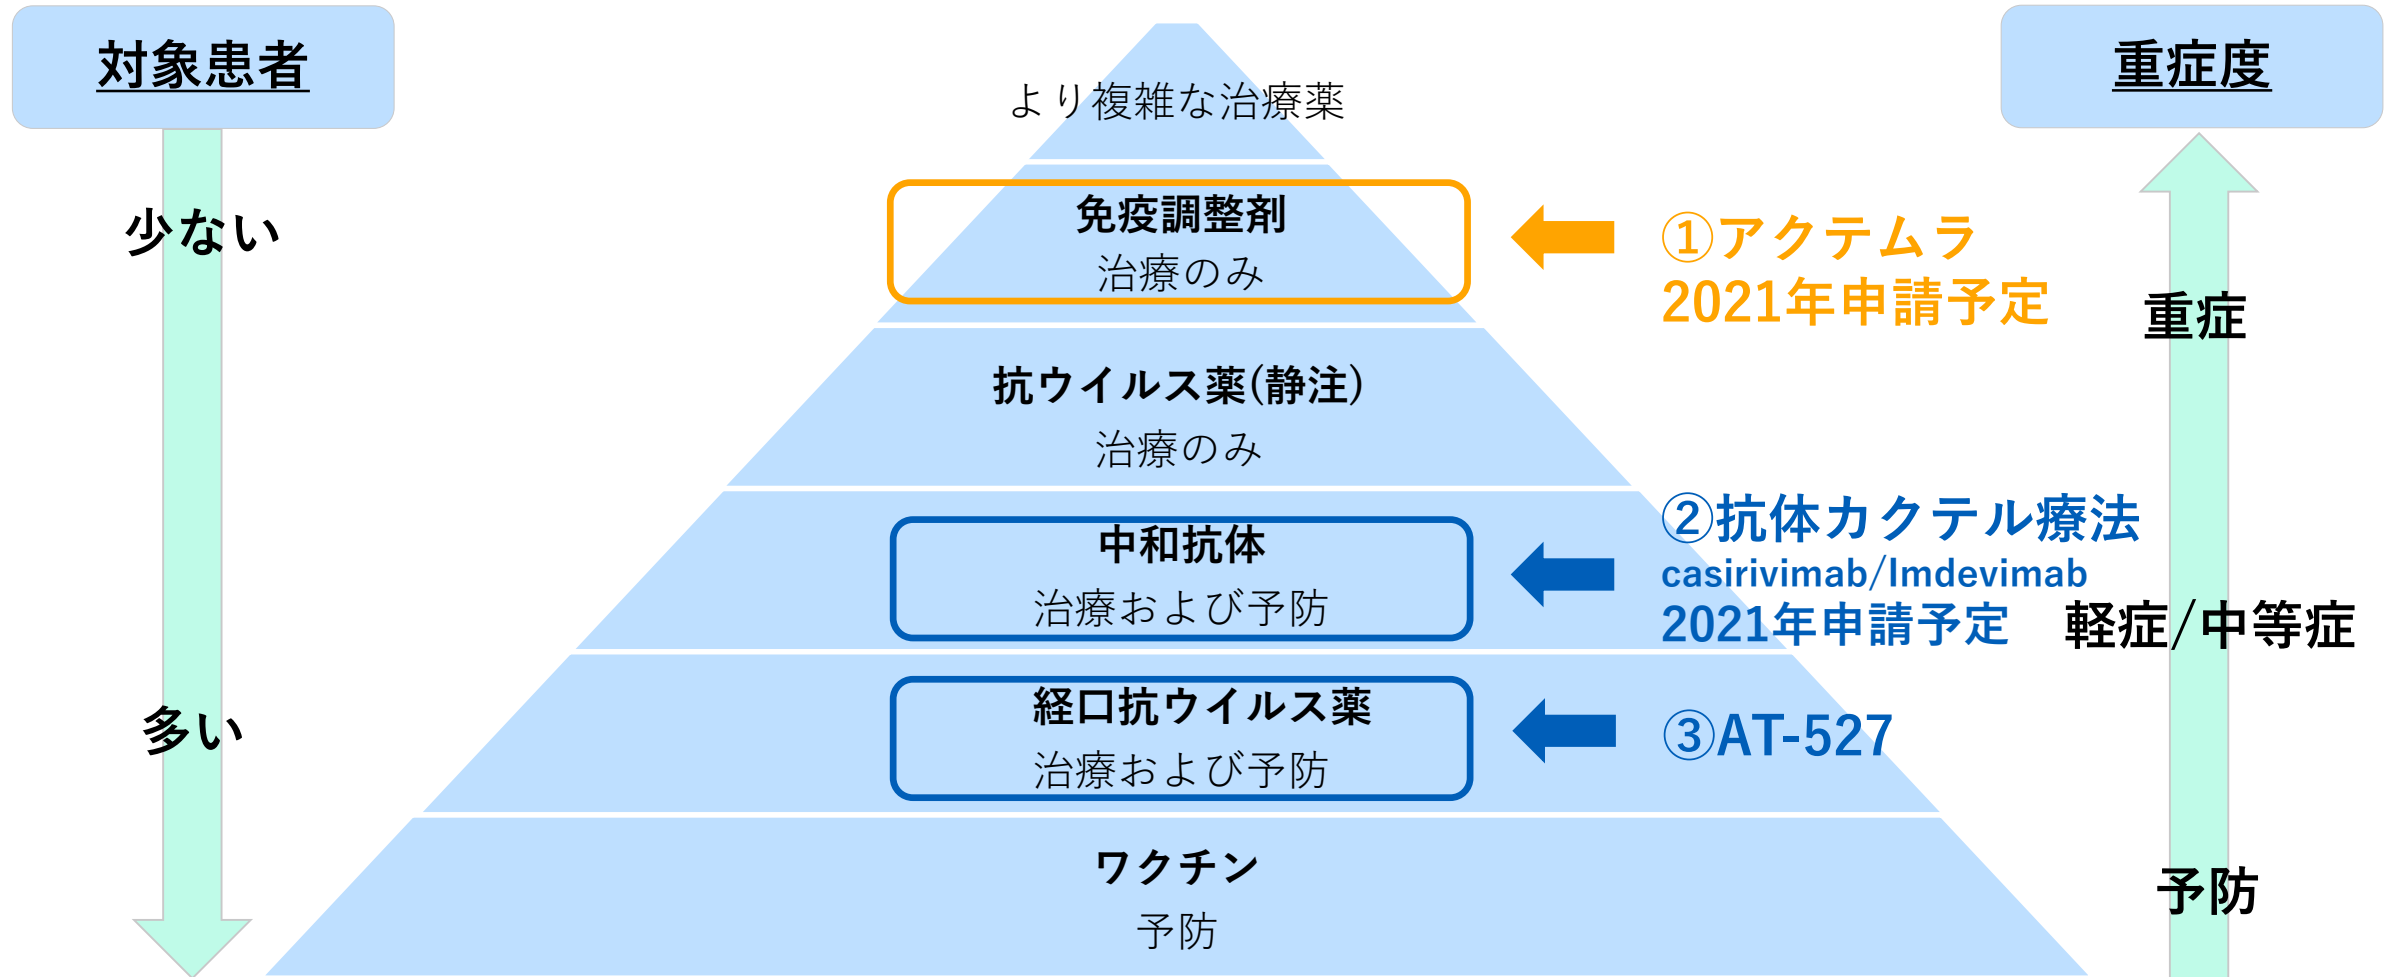 対象患者
少ない
多い
より複雑な治療薬
免疫調整剤
治療のみ
抗ウイルス薬(静注)
治療のみ
中和抗体
治療および予防
経口抗ウイルス薬
治療および予防
ワクチン
予防
①アクテムラ
2021年申請予定
②抗体カクテル療法
casirivimab/Imdevimab
2021年申請予定
③AT-527
重症度
重症
軽症/中等症
予防